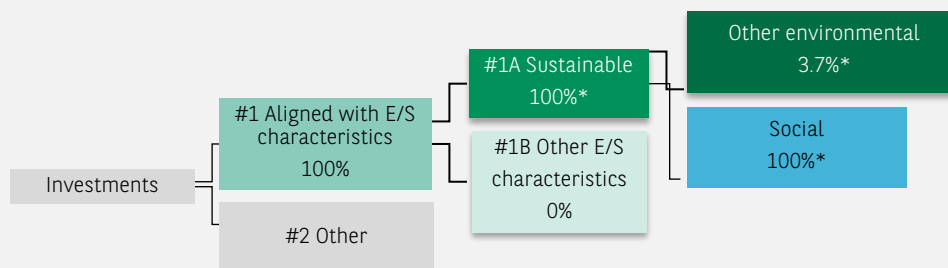 Investments
#1 Aligned with E/S
characteristics
100%
#2 Other
#1A Sustainable
100%*
#1B Other E/S
characteristics
0%
Other environmental
3.7%*
Social
100%*